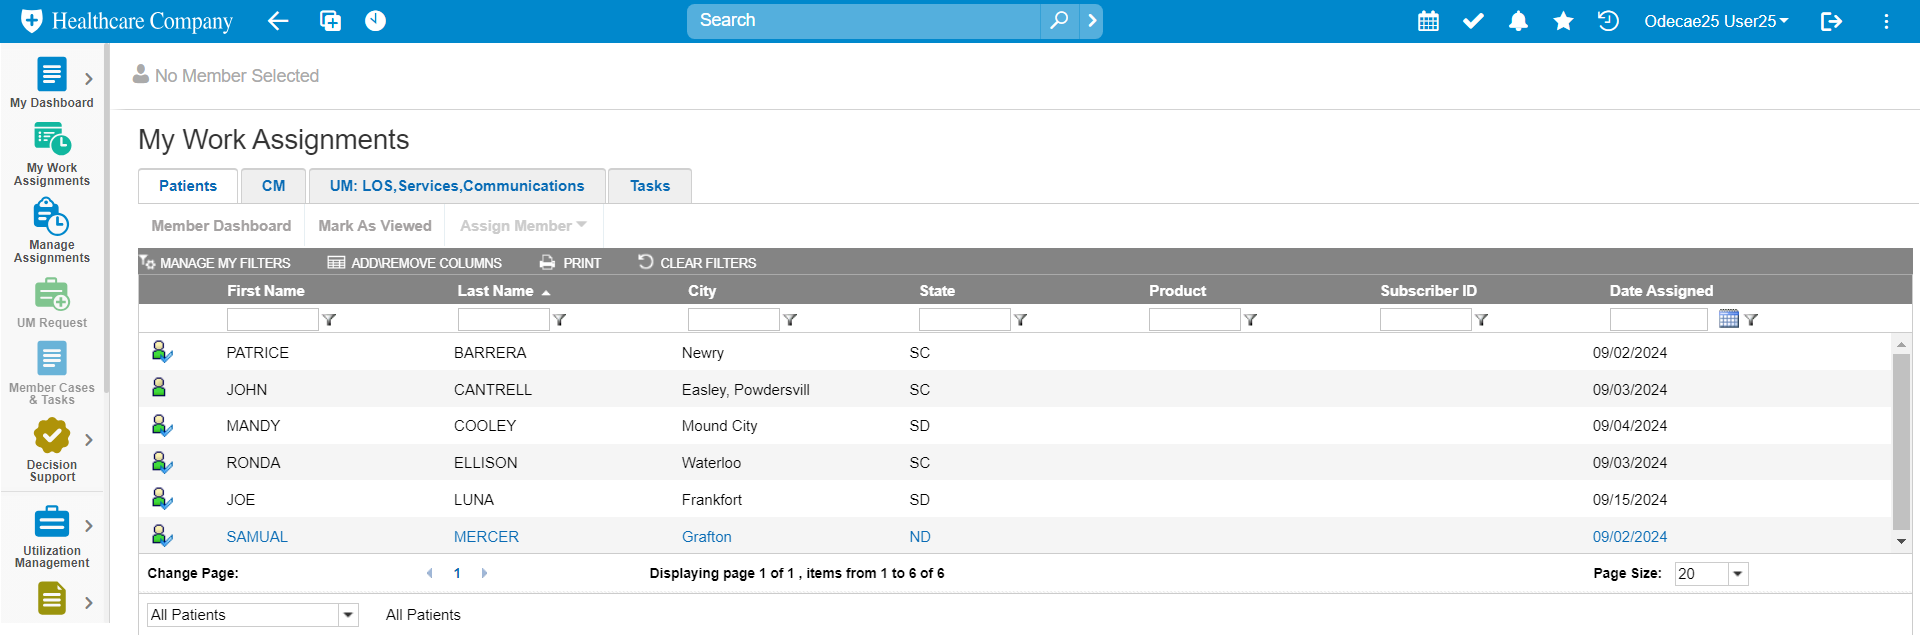 Healthcare Company
Search
Odecae25 User25
My Dashboard
My Work
Assignments
Manage
Assignments
UM Request
Member Cases
& Tasks
Decision
Support
Utilization
Management
No Member Selected
My Work Assignments
Patients CM UM: LOS,Services,Communications Tasks
Member Dashboard Mark As Viewed Assign Member
MANAGE MY FILTERS ADD\REMOVE COLUMNS PRINT CLEAR FILTERS
First Name Last Name City State Product Subscriber ID Date Assigned
PATRICE BARRERA Newry SC 09/02/2024
JOHN CANTRELL Easley, Powdersvill SC 09/03/2024
MANDY COOLEY Mound City SD 09/04/2024
RONDA ELLISON Waterloo SC 09/03/2024
JOE LUNA Frankfort SD 09/15/2024
SAMUAL MERCER Grafton ND 09/02/2024
Change Page: 1 Displaying page 1 of 1 , items from 1 to 6 of 6 Page Size: 20
All Patients All Patients